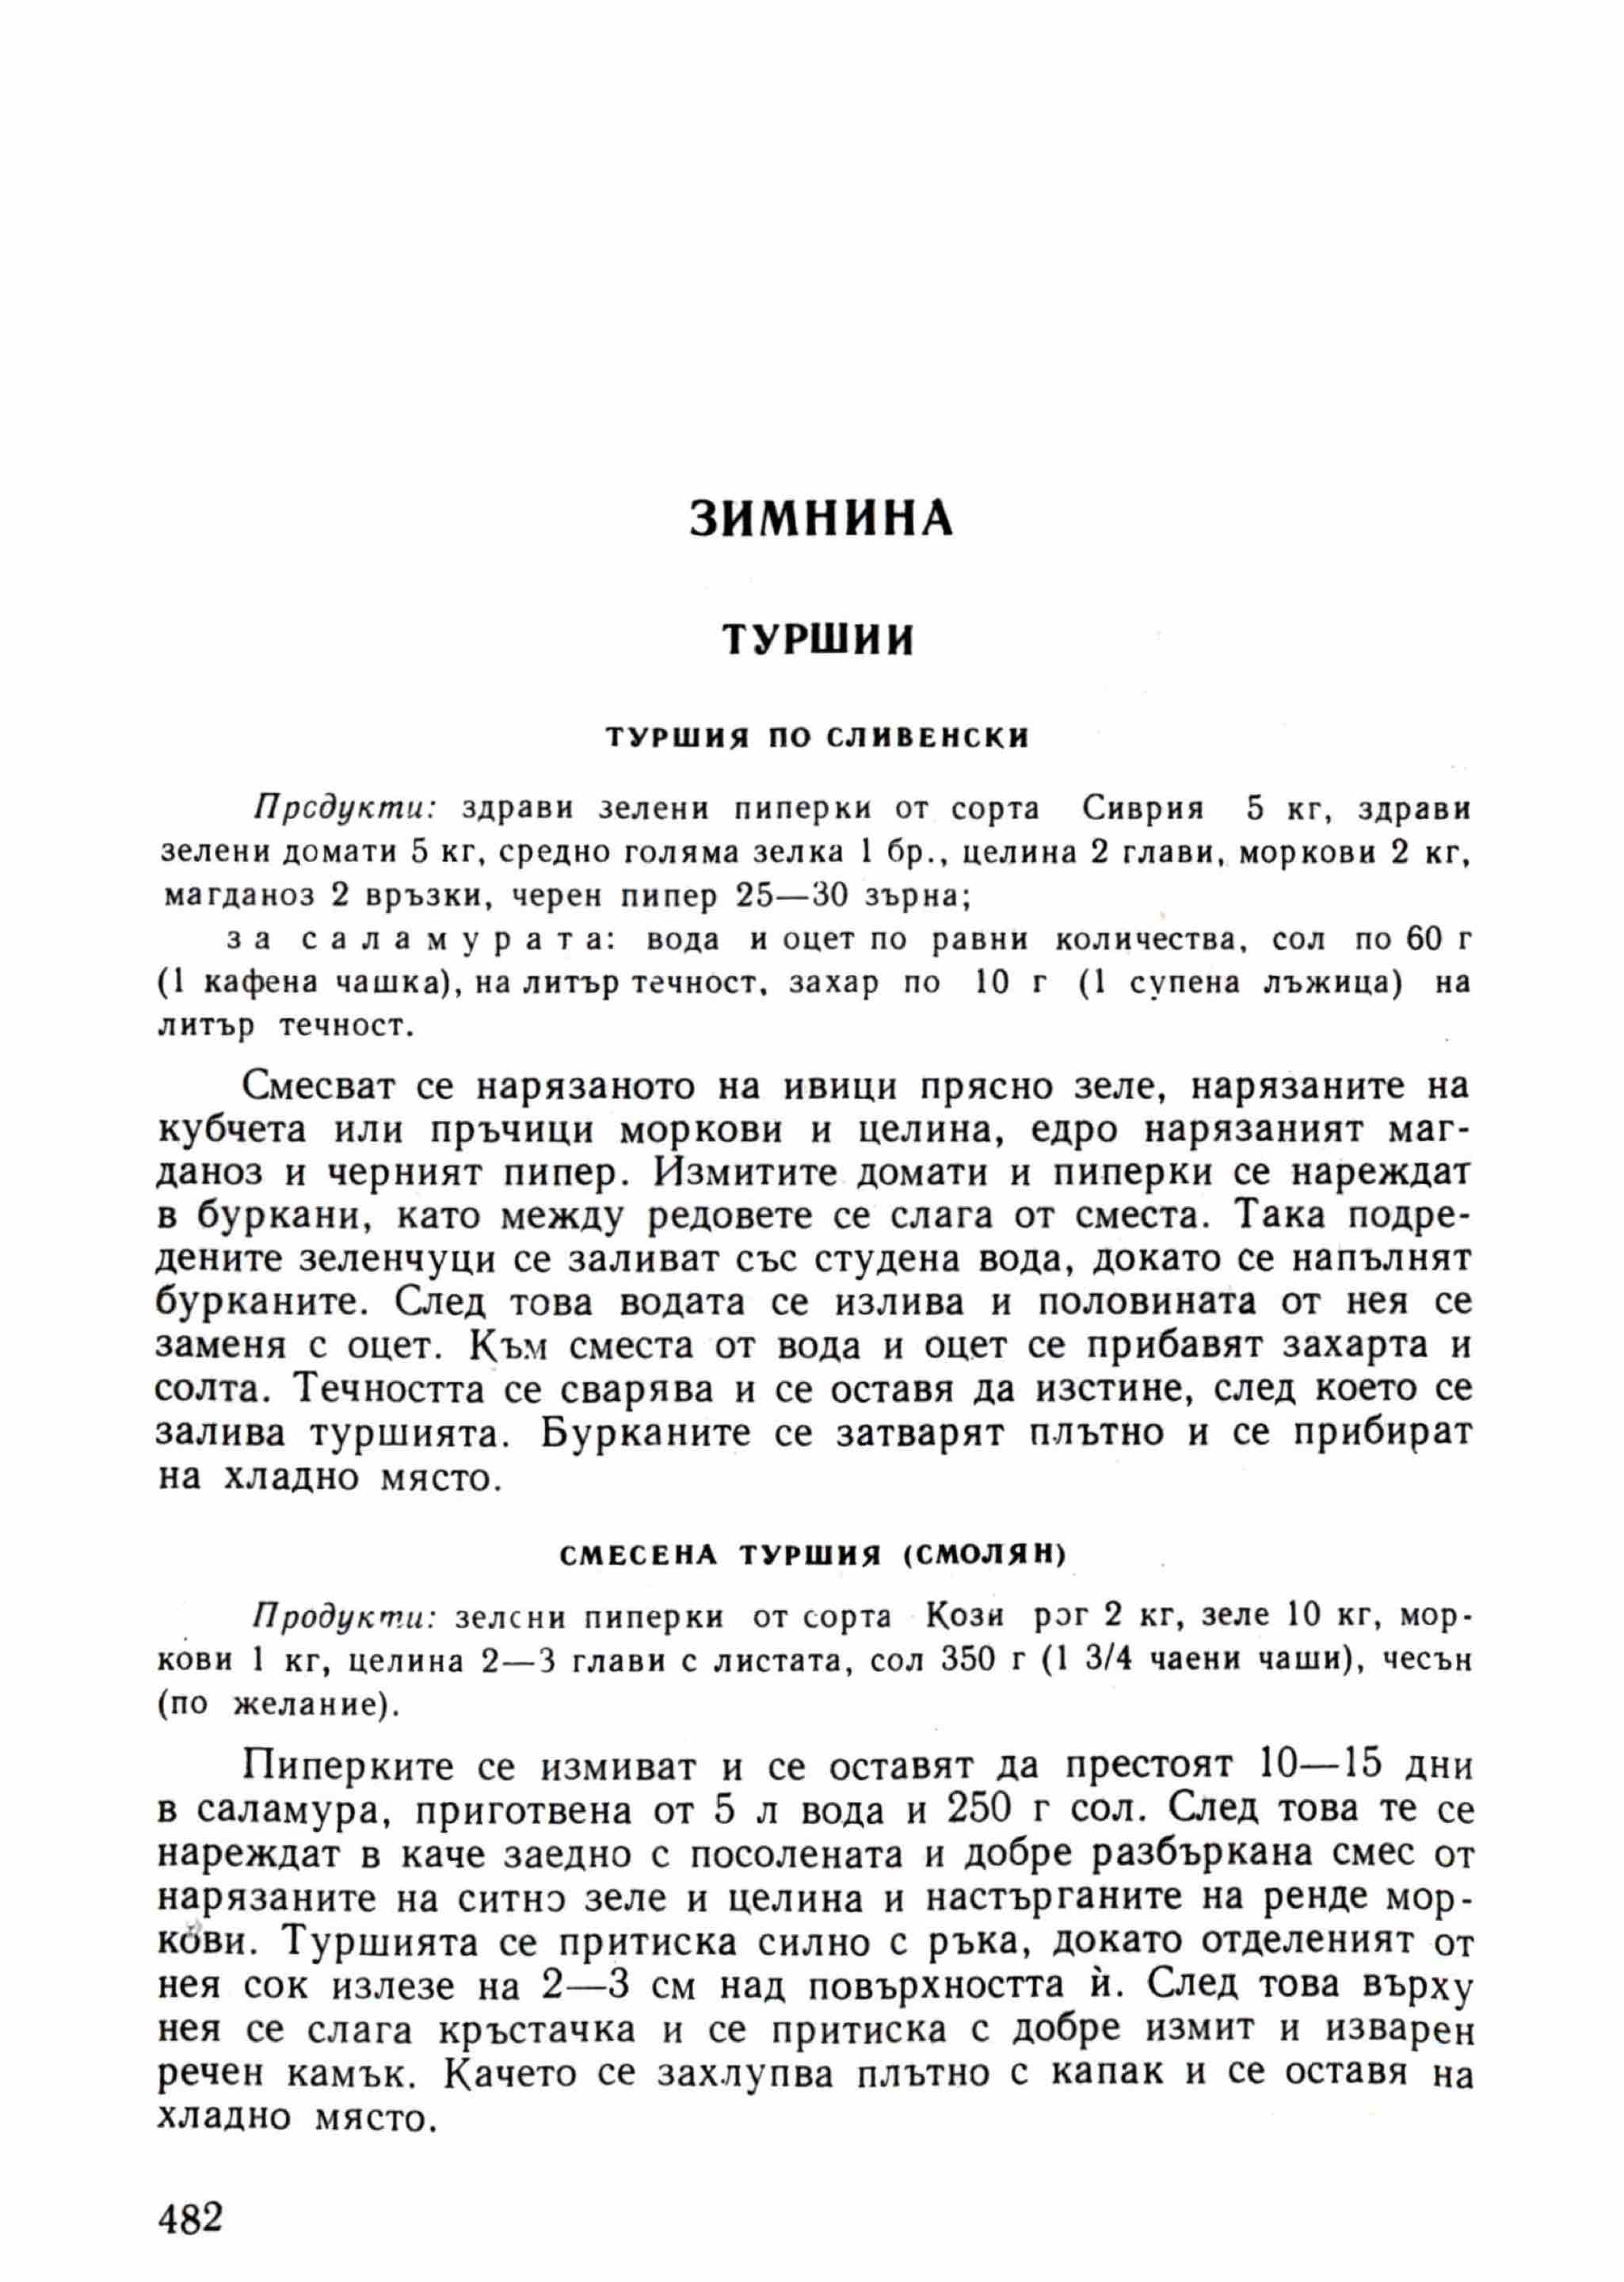 ЗИМНИНА
ТУРШИИ
ТУРШИЯ ПО СЛИВЕНСКИ
Продукти: здрави зелени пиперки от сорта Сиврия 5 кг, здрави
зелени домати 5 кг, средно голяма зелка 1 бр., целина 2 глави, моркови 2 кг,
магданоз 2 връзки, черен пипер 25—30 зърна;
за саламурата: вода и оцет по равни количества, сол по 60 г
(1 кафена чашка), на литър течност, захар по 10 г (1 супена лъжица) на
литър течност.
Смесват се нарязаното на ивици прясно зеле, нарязаните на
кубчета или пръчици моркови и целина, едро нарязаният маг-
даноз и черният пипер. Измитите домати и пиперки се нареждат
в буркани, като между редовете се слага от сместа. Така подре-
дените зеленчуци се заливат със студена вода, докато се напълнят
бурканите. След това водата се излива и половината от нея се
заменя с оцет. Към сместа от вода и оцет се прибавят захарта и
солта. Течността се сварява и се оставя да изстине, след което се
залива туршията. Бурканите се затварят плътно и се прибират
на хладно място.
СМЕСЕНА ТУРШИЯ (СМОЛЯН)
Продукти: зелени пиперки от сорта Кози рог 2 кг, зеле 10 кг, мор-
кови 1 кг, целина 2—3 глави с листата, сол 350 г (1 3/4 чаени чаши), чесън
(по желание).
Пиперките се измиват и се оставят да престоят 10—15 дни
в саламура, приготвена от 5 л вода и 250 г сол. След това те се
нареждат в каче заедно с посолената и добре разбъркана смес от
нарязаните на ситно зеле и целина и настърганите на ренде мор-
кови. Туршията се притиска силно с ръка, докато отделеният от
нея сок излезе на 2—3 см над повърхността ѝ. След това върху
нея се слага кръстачка и се притиска с добре измит и изварен
речен камък. Качето се захлупва плътно с капак и се оставя на
хладно място.
482